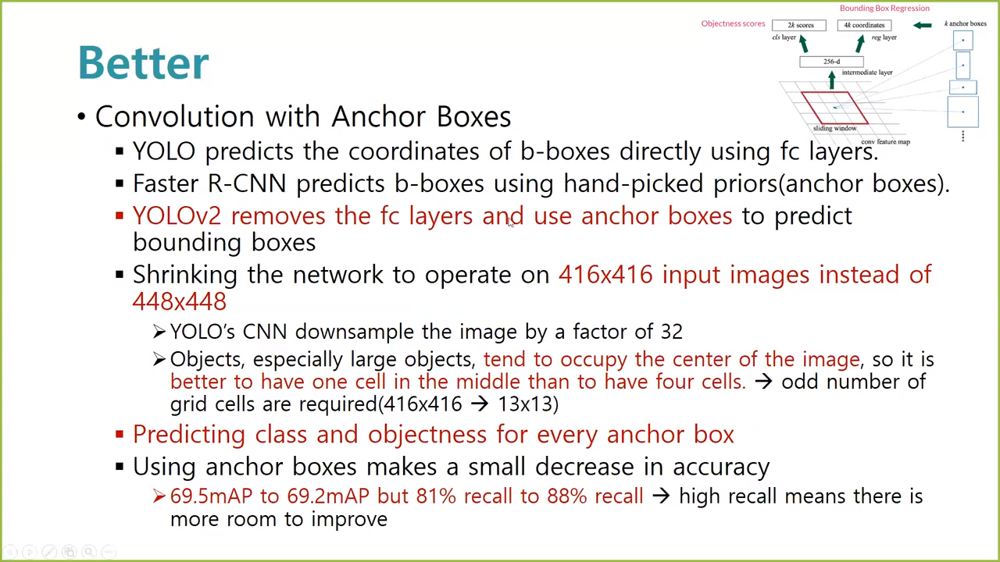 Bounding Box Regression
Objectness scores
2k scores
4k coordinates
k anchor boxes
cls layer
reg layer
256-d
intermediate layer
sliding window
conv feature map
Better
• Convolution with Anchor Boxes
▪ YOLO predicts the coordinates of b-boxes directly using fc layers.
▪ Faster R-CNN predicts b-boxes using hand-picked priors(anchor boxes).
▪ YOLOv2 removes the fc layers and use anchor boxes to predict
bounding boxes
▪ Shrinking the network to operate on 416x416 input images instead of
448x448
➢ YOLO's CNN downsample the image by a factor of 32
➢ Objects, especially large objects, tend to occupy the center of the image, so it is
better to have one cell in the middle than to have four cells. → odd number of
grid cells are required(416x416 → 13x13)
▪ Predicting class and objectness for every anchor box
▪ Using anchor boxes makes a small decrease in accuracy
➢ 69.5mAP to 69.2mAP but 81% recall to 88% recall → high recall means there is
more room to improve